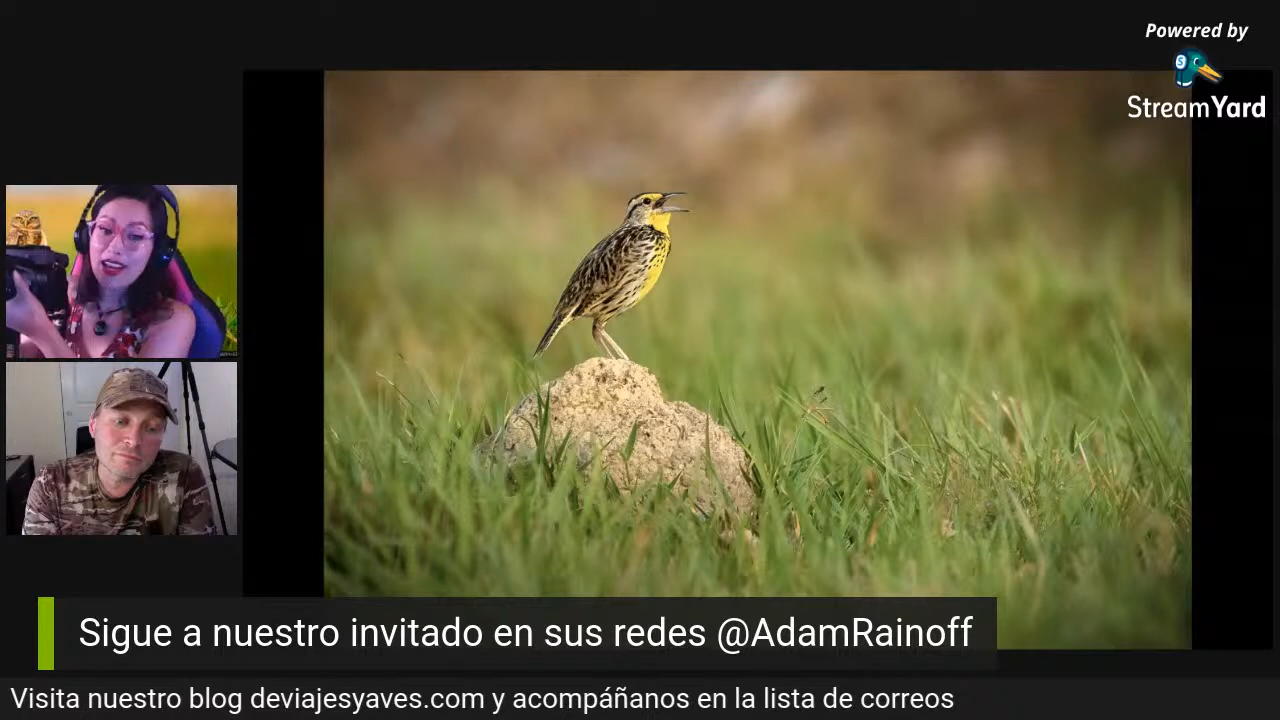 Powered by
StreamYard
Sigue a nuestro invitado en sus redes @AdamRainoff
Visita nuestro blog deviajesyaves.com y acompáñanos en la lista de correos